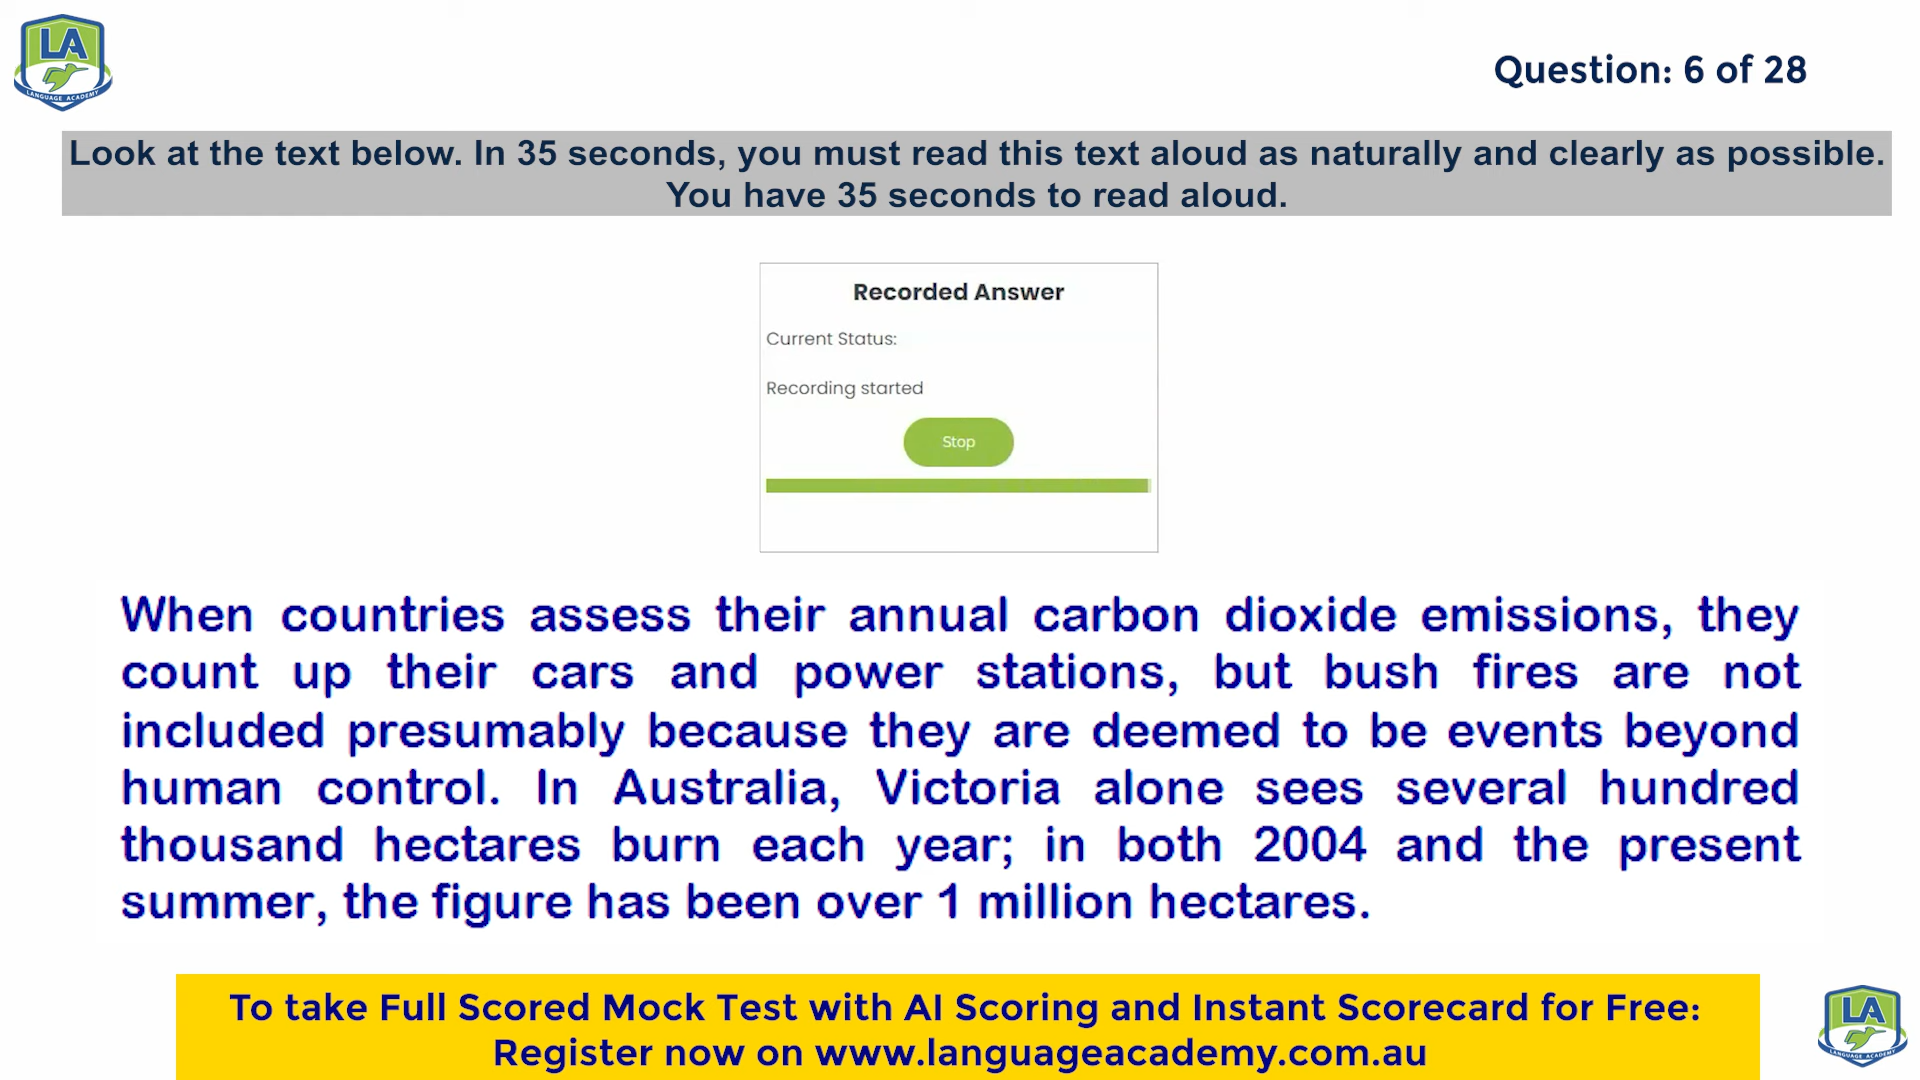 LA
LANGUAGE ACADEMY
Question: 6 of 28
Look at the text below. In 35 seconds, you must read this text aloud as naturally and clearly as possible.
You have 35 seconds to read aloud.
Recorded Answer
Current Status:
Recording started
Stop
When countries assess their annual carbon dioxide emissions, they
count up their cars and power stations, but bush fires are not
included presumably because they are deemed to be events beyond
human control. In Australia, Victoria alone sees several hundred
thousand hectares burn each year; in both 2004 and the present
summer, the figure has been over 1 million hectares.
To take Full Scored Mock Test with AI Scoring and Instant Scorecard for Free:
Register now on www.languageacademy.com.au
LA
LANGUAGE ACADEMY